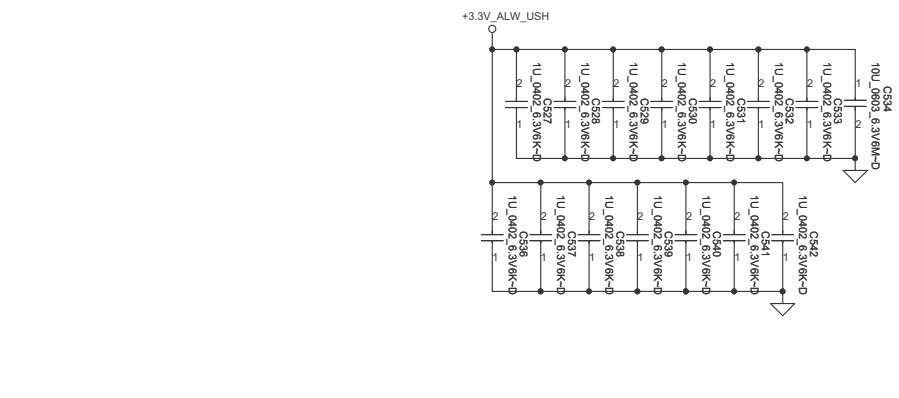 +3.3V_ALW_USH
2
1
1U_0402_6.3V6K~D
C527
2
1
1U_0402_6.3V6K~D
C528
2
1
1U_0402_6.3V6K~D
C529
2
1
1U_0402_6.3V6K~D
C530
2
1
1U_0402_6.3V6K~D
C531
2
1
1U_0402_6.3V6K~D
C532
2
1
1U_0402_6.3V6K~D
C533
1
2
10U_0603_6.3V6M~D
C534
2
1
1U_0402_6.3V6K~D
C536
2
1
1U_0402_6.3V6K~D
C537
2
1
1U_0402_6.3V6K~D
C538
2
1
1U_0402_6.3V6K~D
C539
2
1
1U_0402_6.3V6K~D
C540
2
1
1U_0402_6.3V6K~D
C541
2
1
1U_0402_6.3V6K~D
C542